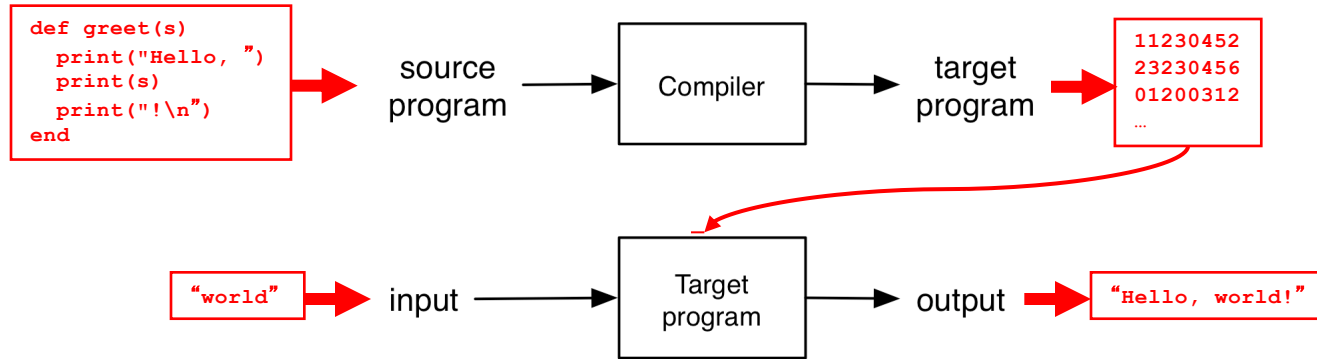 def greet(s)
  print("Hello, ”)
  print(s)
  print("!\n”)
end
source
program
Compiler
target
program
11230452
23230456
01200312
…
“world”
input
Target
program
output
“Hello, world!”